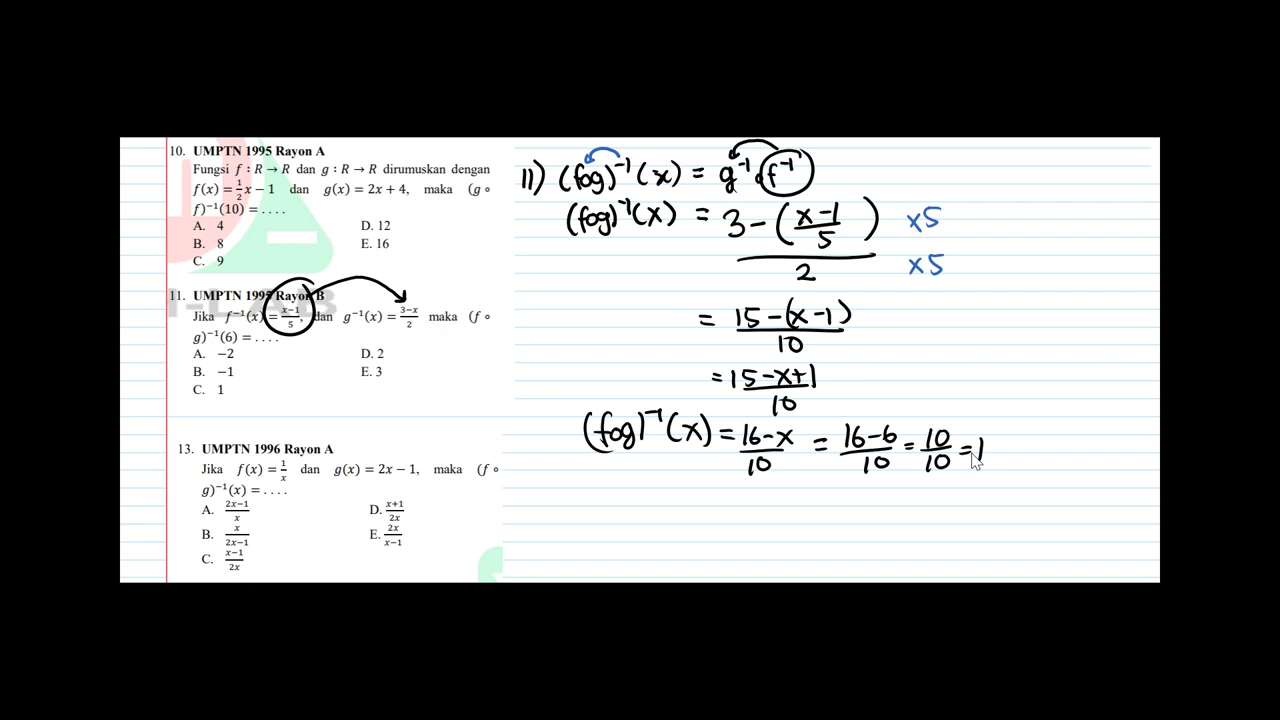 10. UMPTN 1995 Rayon A
Fungsi f : R → R dan g : R → R dirumuskan dengan
f(x) = 1/2 x − 1 dan g(x) = 2x + 4, maka (g ∘
f)⁻¹(10) = . . . .
A. 4 D. 12
B. 8 E. 16
C. 9
11. UMPTN 1995 Rayon B
Jika f⁻¹(x) = (x−1)/5, dan g⁻¹(x) = (3−x)/2 maka (f ∘
g)⁻¹(6) = . . . .
A. −2 D. 2
B. −1 E. 3
C. 1
13. UMPTN 1996 Rayon A
Jika f(x) = 1/x dan g(x) = 2x − 1, maka (f ∘
g)⁻¹(x) = . . . .
A. (2x−1)/x D. (x+1)/2x
B. x/(2x−1) E. 2x/(x−1)
C. (x−1)/2x
11) (fog)⁻¹(x) = g⁻¹ ∘ f⁻¹
(fog)⁻¹(x) = (3 − ((x−1)/5))/2 ×5 ×5
= (15 − (x−1))/10
= (15 − x + 1)/10
(fog)⁻¹(x) = (16 − x)/10 = (16 − 6)/10 = 10/10 = 1